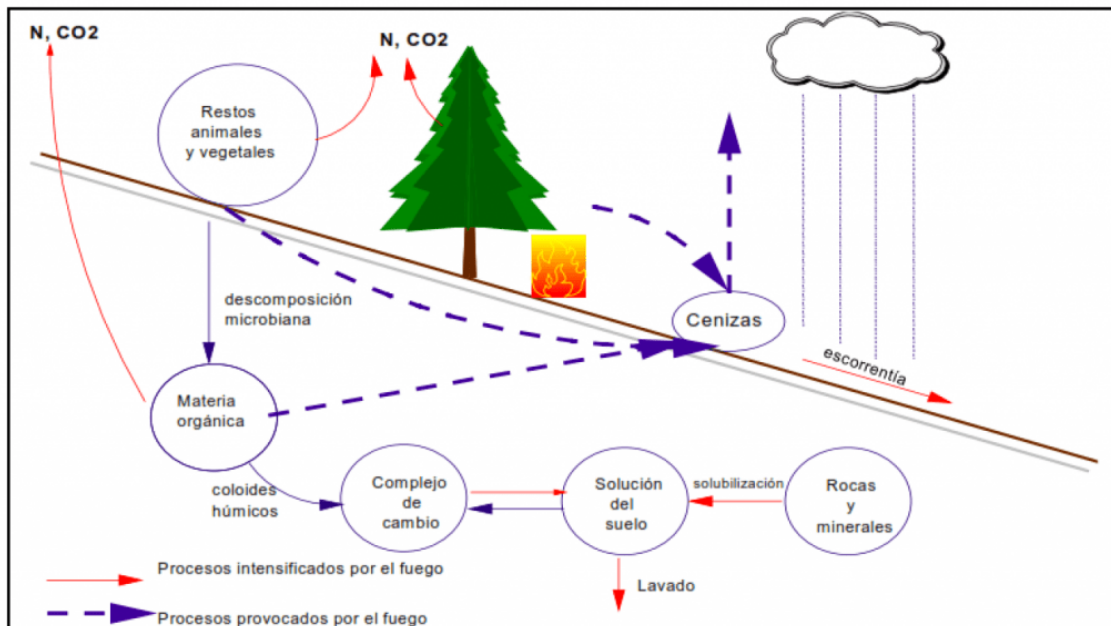 N, CO2
N, CO2
Restos
animales
y vegetales
descomposición
microbiana
Cenizas
escorrentía
Materia
orgánica
coloides
húmicos
Complejo
de
cambio
Solución
del
suelo
solubilización
Rocas
y
minerales
Lavado
Procesos intensificados por el fuego
Procesos provocados por el fuego